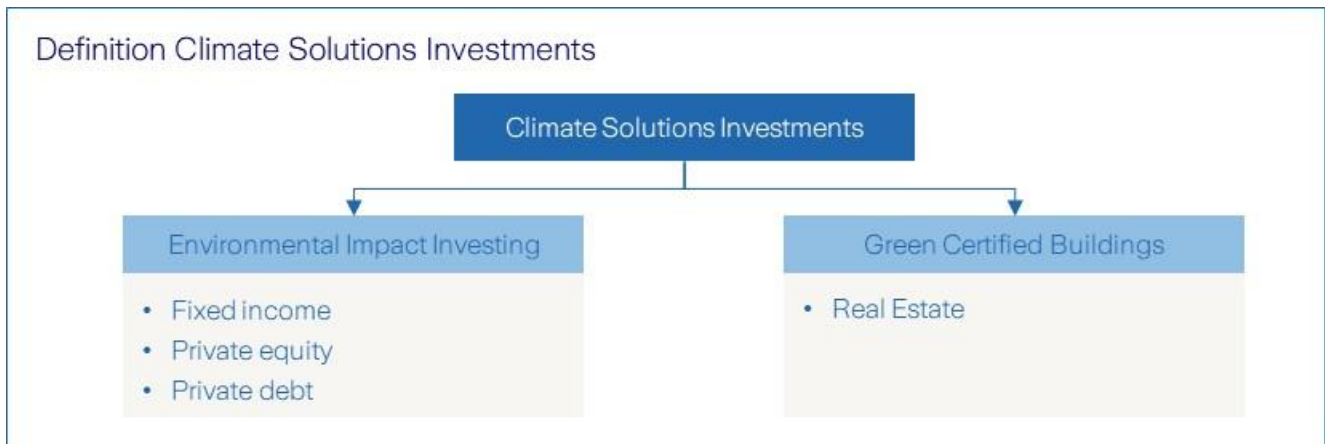 Definition Climate Solutions Investments
Climate Solutions Investments
Environmental Impact Investing
• Fixed income
• Private equity
• Private debt
Green Certified Buildings
• Real Estate